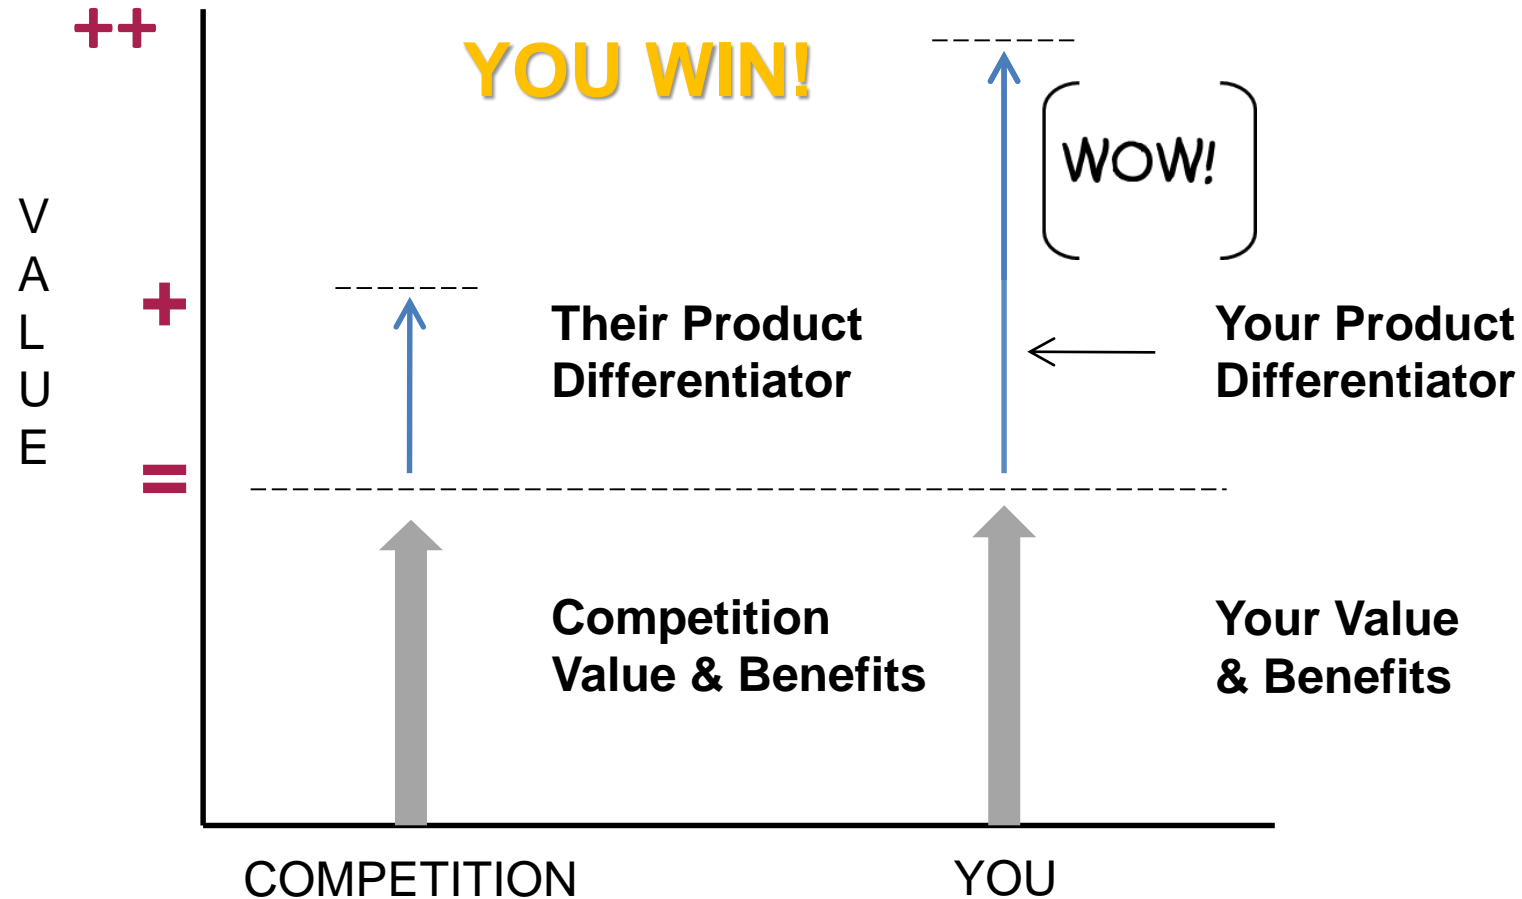 ++
YOU WIN!
WOW!
V
A
L
U
E
+
Their Product
Differentiator
Your Product
Differentiator
=
Competition
Value & Benefits
Your Value
& Benefits
COMPETITION
YOU